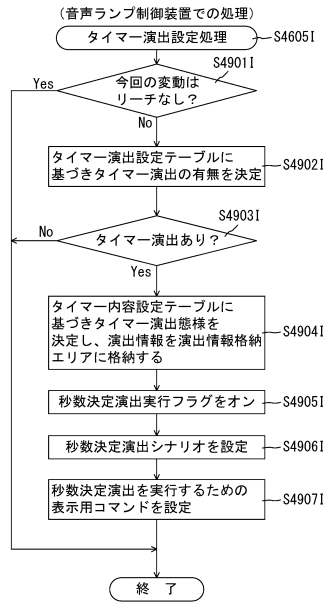 （音声ランプ制御装置での処理）
タイマー演出設定処理
S4605I
S4901I
今回の変動は
リーチなし？
Yes
No
タイマー演出設定テーブルに
基づきタイマー演出の有無を決定
S4902I
S4903I
タイマー演出あり？
No
Yes
タイマー内容設定テーブルに
基づきタイマー演出態様を
決定し、演出情報を演出情報格納
エリアに格納する
S4904I
秒数決定演出実行フラグをオン
S4905I
秒数決定演出シナリオを設定
S4906I
秒数決定演出を実行するための
表示用コマンドを設定
S4907I
終 了